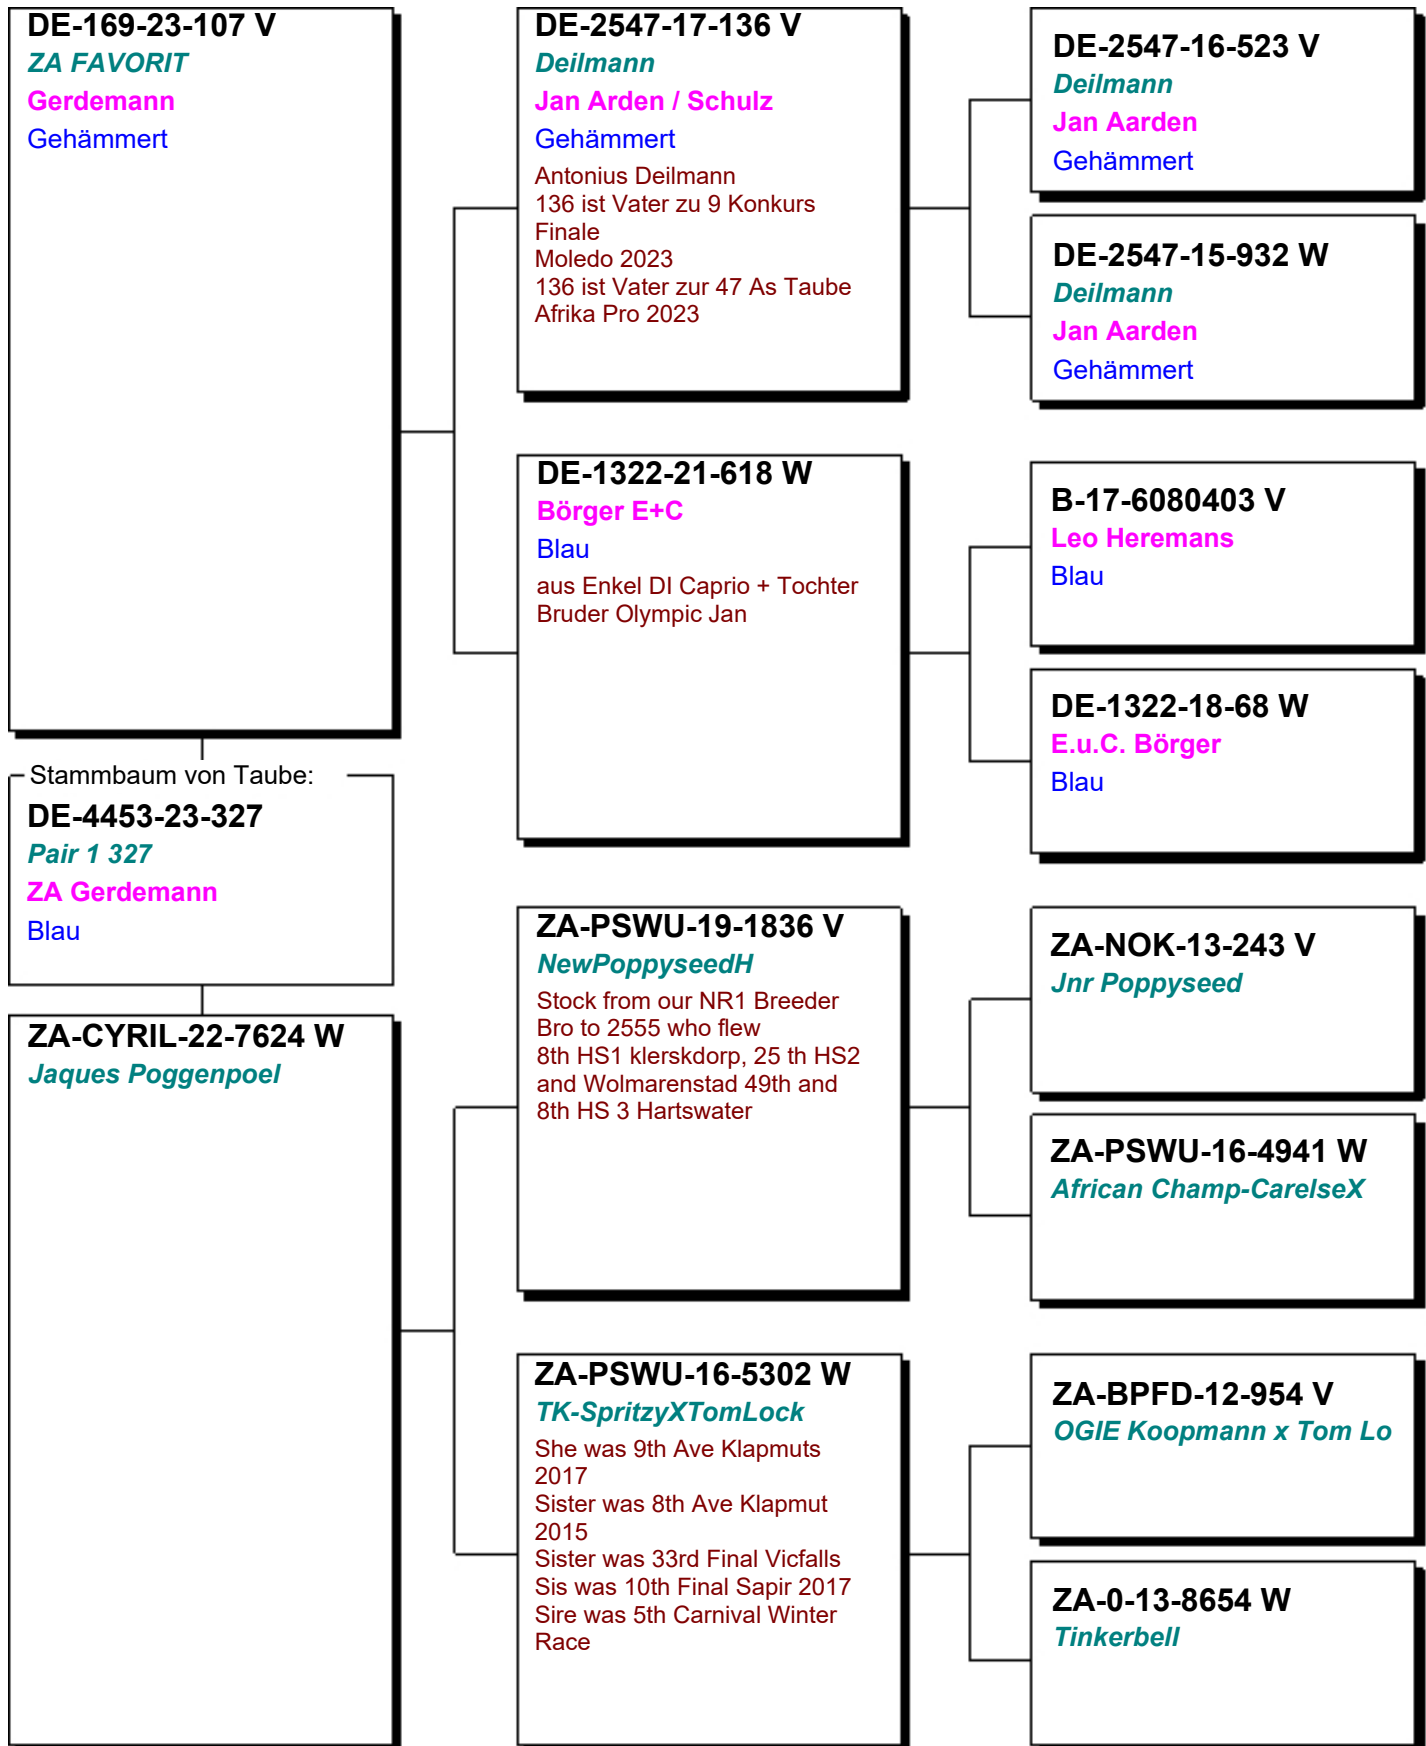 DE-169-23-107 V
ZA FAVORIT
Gerdemann
Gehämmert
Stammbaum von Taube:
DE-4453-23-327
Pair 1 327
ZA Gerdemann
Blau
ZA-CYRIL-22-7624 W
Jaques Poggenpoel
DE-2547-17-136 V
Deilmann
Jan Arden / Schulz
Gehämmert
Antonius Deilmann
136 ist Vater zu 9 Konkurs
Finale
Moledo 2023
136 ist Vater zur 47 As Taube
Afrika Pro 2023
DE-1322-21-618 W
Börger E+C
Blau
aus Enkel DI Caprio + Tochter
Bruder Olympic Jan
ZA-PSWU-19-1836 V
NewPoppyseedH
Stock from our NR1 Breeder
Bro to 2555 who flew
8th HS1 klerskdorp, 25 th HS2
and Wolmarenstad 49th and
8th HS 3 Hartswater
ZA-PSWU-16-5302 W
TK-SpritzyXTomLock
She was 9th Ave Klapmuts
2017
Sister was 8th Ave Klapmut
2015
Sister was 33rd Final Vicfalls
Sis was 10th Final Sapir 2017
Sire was 5th Carnival Winter
Race
DE-2547-16-523 V
Deilmann
Jan Aarden
Gehämmert
DE-2547-15-932 W
Deilmann
Jan Aarden
Gehämmert
B-17-6080403 V
Leo Heremans
Blau
DE-1322-18-68 W
E.u.C. Börger
Blau
ZA-NOK-13-243 V
Jnr Poppyseed
ZA-PSWU-16-4941 W
African Champ-CarelseX
ZA-BPFD-12-954 V
OGIE Koopmann x Tom Lo
ZA-0-13-8654 W
Tinkerbell